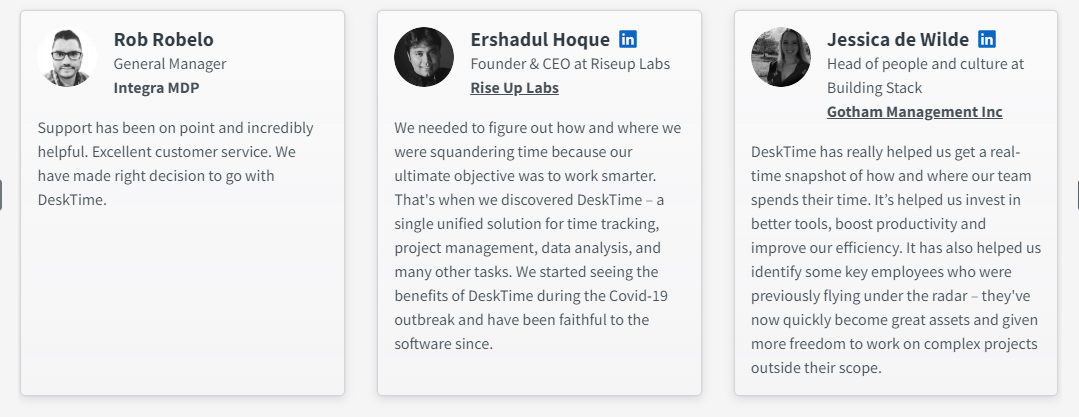 Rob Robelo
General Manager
Integra MDP
Support has been on point and incredibly
helpful. Excellent customer service. We
have made right decision to go with
DeskTime.
Ershadul Hoque in
Founder & CEO at Riseup Labs
Rise Up Labs
We needed to figure out how and where we
were squandering time because our
ultimate objective was to work smarter.
That's when we discovered DeskTime – a
single unified solution for time tracking,
project management, data analysis, and
many other tasks. We started seeing the
benefits of DeskTime during the Covid-19
outbreak and have been faithful to the
software since.
Jessica de Wilde in
Head of people and culture at
Building Stack
Gotham Management Inc
DeskTime has really helped us get a real-
time snapshot of how and where our team
spends their time. It’s helped us invest in
better tools, boost productivity and
improve our efficiency. It has also helped us
identify some key employees who were
previously flying under the radar – they've
now quickly become great assets and given
more freedom to work on complex projects
outside their scope.